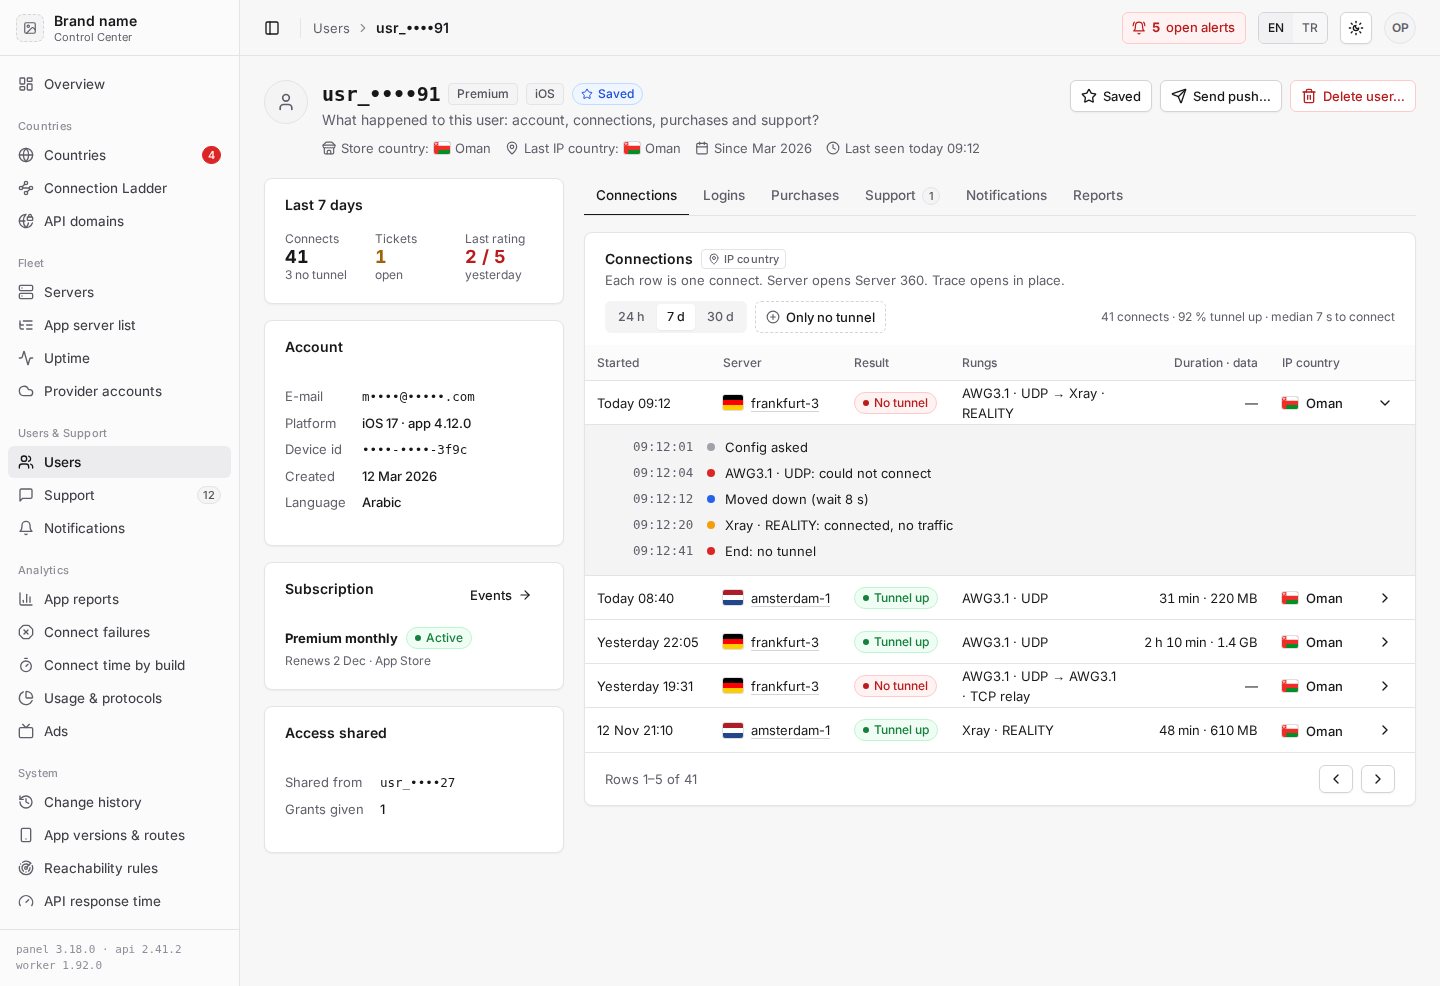 Brand name
Control Center
Overview
Countries
Countries 4
Connection Ladder
API domains
Fleet
Servers
App server list
Uptime
Provider accounts
Users & Support
Users
Support 12
Notifications
Analytics
App reports
Connect failures
Connect time by build
Usage & protocols
Ads
System
Change history
App versions & routes
Reachability rules
API response time
panel 3.18.0 · api 2.41.2
worker 1.92.0
Users > usr_••••91
5 open alerts
EN TR
OP
usr_••••91 Premium iOS Saved
What happened to this user: account, connections, purchases and support?
Store country: Oman Last IP country: Oman Since Mar 2026 Last seen today 09:12
Saved Send push... Delete user...
Last 7 days
Connects Tickets Last rating
41 1 2 / 5
3 no tunnel open yesterday
Account
E-mail m••••@•••••.com
Platform iOS 17 · app 4.12.0
Device id ••••-••••-3f9c
Created 12 Mar 2026
Language Arabic
Subscription Events →
Premium monthly Active
Renews 2 Dec · App Store
Access shared
Shared from usr_••••27
Grants given 1
Connections Logins Purchases Support 1 Notifications Reports
Connections IP country
Each row is one connect. Server opens Server 360. Trace opens in place.
24 h 7 d 30 d Only no tunnel 41 connects · 92 % tunnel up · median 7 s to connect
Started Server Result Rungs Duration · data IP country
Today 09:12 frankfurt-3 No tunnel AWG3.1 · UDP → Xray ·
REALITY — Oman
09:12:01 Config asked
09:12:04 AWG3.1 · UDP: could not connect
09:12:12 Moved down (wait 8 s)
09:12:20 Xray · REALITY: connected, no traffic
09:12:41 End: no tunnel
Today 08:40 amsterdam-1 Tunnel up AWG3.1 · UDP 31 min · 220 MB Oman
Yesterday 22:05 frankfurt-3 Tunnel up AWG3.1 · UDP 2 h 10 min · 1.4 GB Oman
Yesterday 19:31 frankfurt-3 No tunnel AWG3.1 · UDP → AWG3.1
· TCP relay — Oman
12 Nov 21:10 amsterdam-1 Tunnel up Xray · REALITY 48 min · 610 MB Oman
Rows 1–5 of 41